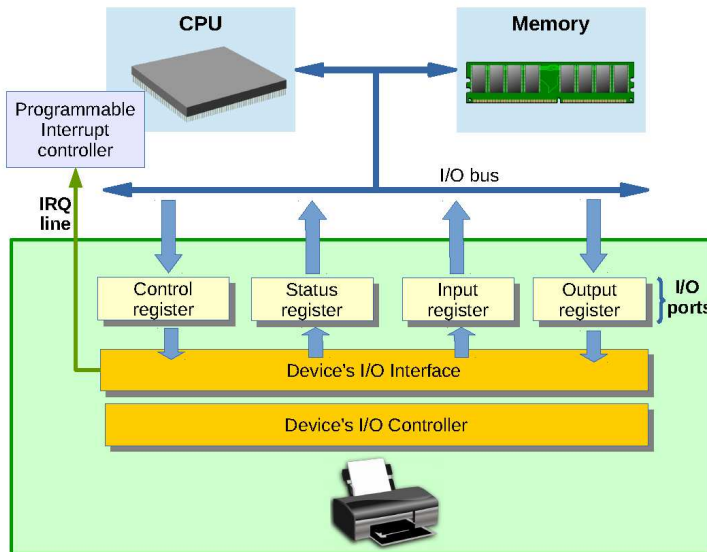 CPU
Memory
Programmable
Interrupt
controller
I/O bus
IRQ
line
Control
register
Status
register
Input
register
Output
register
I/O
ports
Device's I/O Interface
Device's I/O Controller